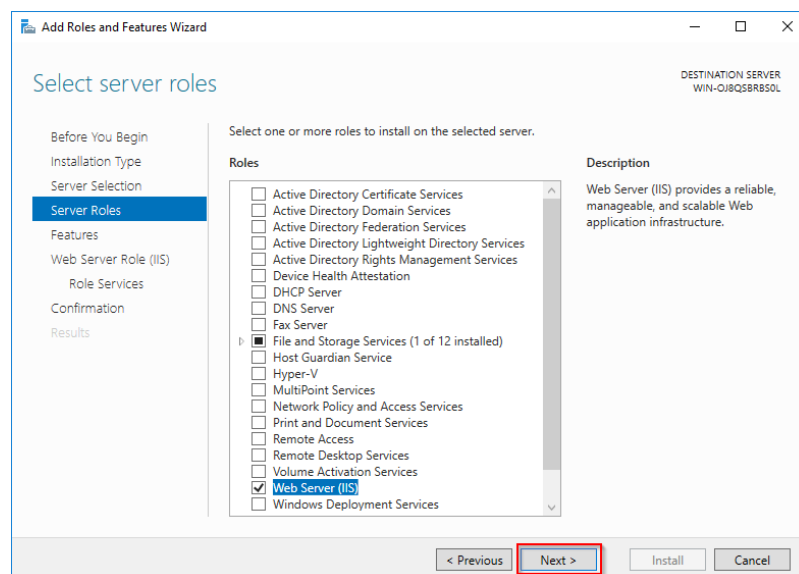 Add Roles and Features Wizard
Select server roles
DESTINATION SERVER
WIN-OJ8QSBRBS0L
Before You Begin
Installation Type
Server Selection
Server Roles
Features
Web Server Role (IIS)
Role Services
Confirmation
Results
Select one or more roles to install on the selected server.
Roles
Active Directory Certificate Services
Active Directory Domain Services
Active Directory Federation Services
Active Directory Lightweight Directory Services
Active Directory Rights Management Services
Device Health Attestation
DHCP Server
DNS Server
Fax Server
File and Storage Services (1 of 12 installed)
Host Guardian Service
Hyper-V
MultiPoint Services
Network Policy and Access Services
Print and Document Services
Remote Access
Remote Desktop Services
Volume Activation Services
Web Server (IIS)
Windows Deployment Services
Description
Web Server (IIS) provides a reliable,
manageable, and scalable Web
application infrastructure.
< Previous
Next >
Install
Cancel